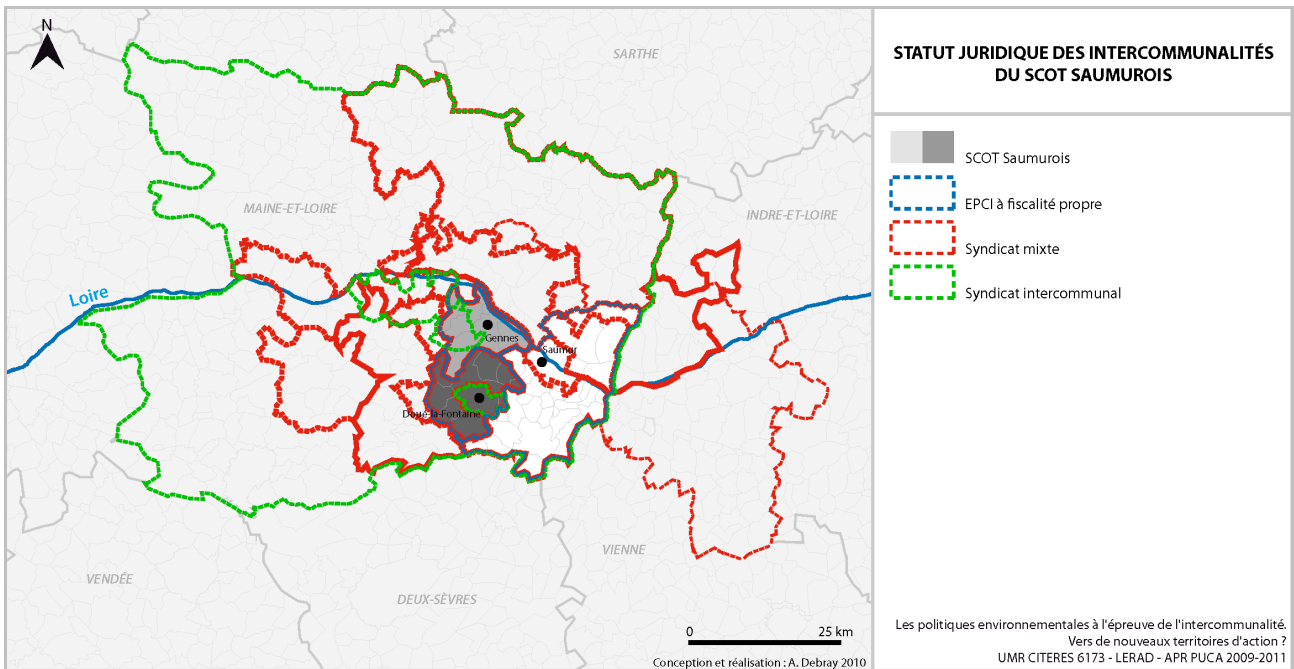 N
SARTHE
MAINE-ET-LOIRE
INDRE-ET-LOIRE
Loire
Gennes
Saumur
Doué-la-Fontaine
VIENNE
VENDÉE
DEUX-SÈVRES
0 25 km
Conception et réalisation : A. Debray 2010
STATUT JURIDIQUE DES INTERCOMMUNALITÉS
DU SCOT SAUMUROIS
SCOT Saumurois
EPCI à fiscalité propre
Syndicat mixte
Syndicat intercommunal
Les politiques environnementales à l'épreuve de l'intercommunalité.
Vers de nouveaux territoires d'action ?
UMR CITERES 6173 - LERAD - APR PUCA 2009-2011